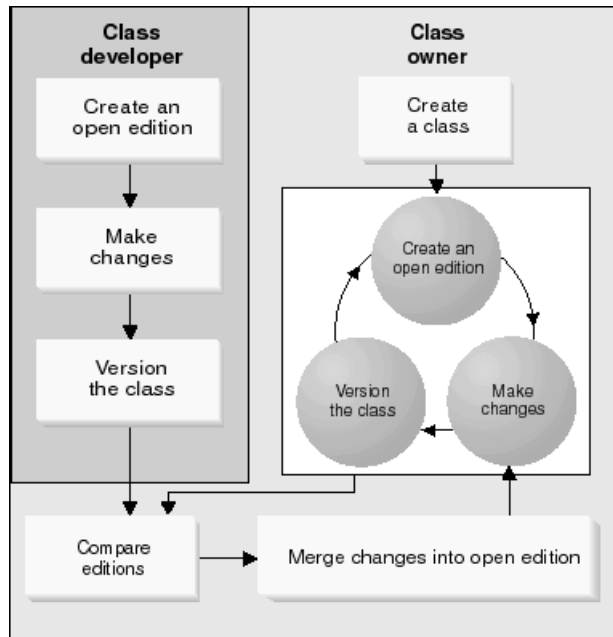 Class
developer
Create an
open edition
Make
changes
Version
the class
Class
owner
Create
a class
Create an
open edition
Make
changes
Version
the class
Compare
editions
Merge changes into open edition